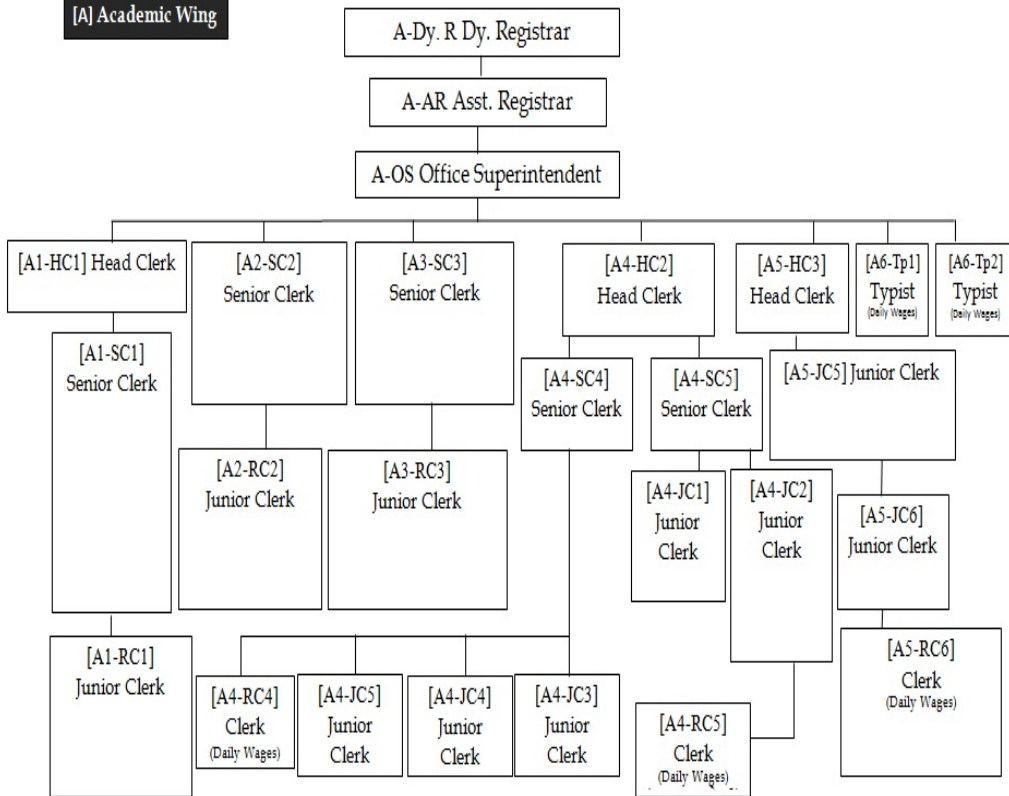 [A] Academic Wing
A-Dy. R Dy. Registrar
A-AR Asst. Registrar
A-OS Office Superintendent
[A1-HC1] Head Clerk
[A2-SC2]
Senior Clerk
[A3-SC3]
Senior Clerk
[A4-HC2]
Head Clerk
[A5-HC3]
Head Clerk
[A6-Tp1]
Typist
(Daily Wages)
[A6-Tp2]
Typist
(Daily Wages)
[A1-SC1]
Senior Clerk
[A4-SC4]
Senior Clerk
[A4-SC5]
Senior Clerk
[A5-JC5] Junior Clerk
[A2-RC2]
Junior Clerk
[A3-RC3]
Junior Clerk
[A4-JC1]
Junior
Clerk
[A4-JC2]
Junior
Clerk
[A5-JC6]
Junior Clerk
[A1-RC1]
Junior Clerk
[A4-RC4]
Clerk
(Daily Wages)
[A4-JC5]
Junior
Clerk
[A4-JC4]
Junior
Clerk
[A4-JC3]
Junior
Clerk
[A4-RC5]
Clerk
(Daily Wages)
[A5-RC6]
Clerk
(Daily Wages)